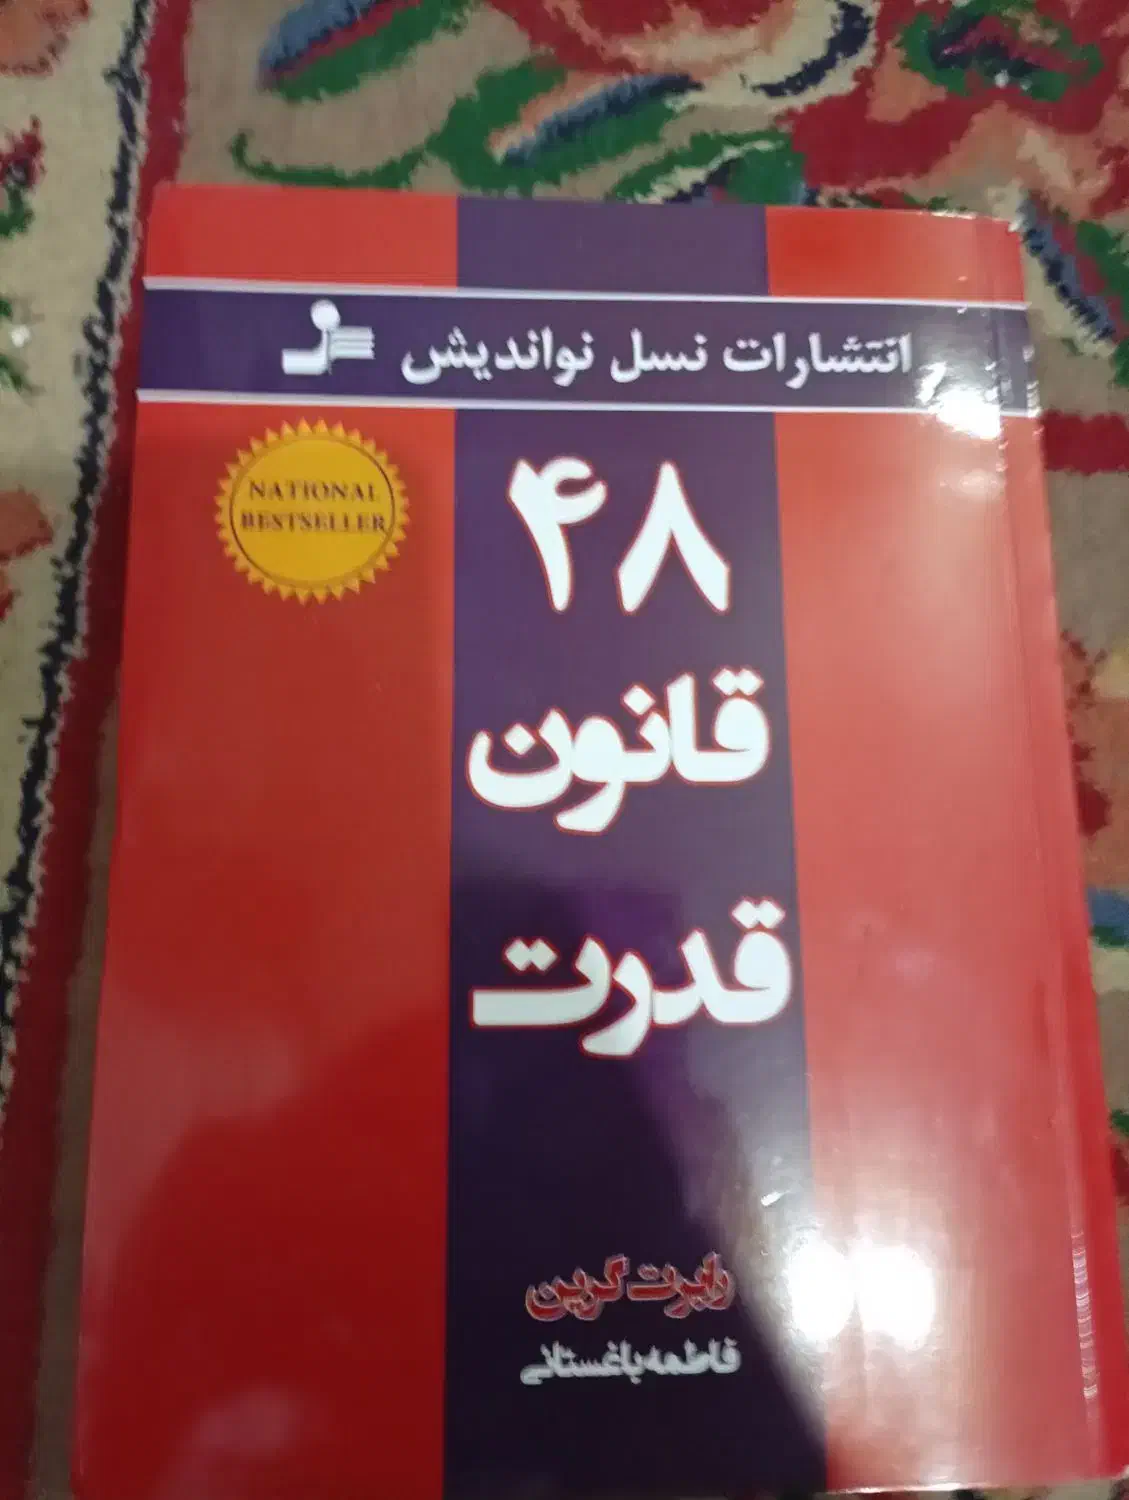 انتشارات نسل نواندیش
NATIONAL
BESTSELLER
۴۸
قانون
قدرت
رابرت گرین
فاطمه باغستانی